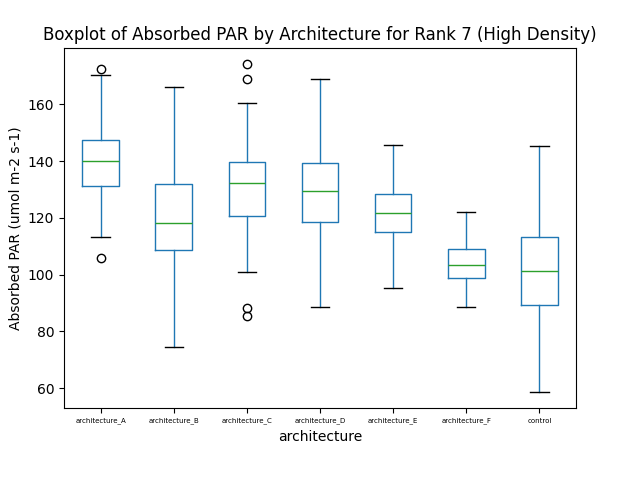 Boxplot of Absorbed PAR by Architecture for Rank 7 (High Density)
Absorbed PAR (umol m-2 s-1)
160
140
120
100
80
60
architecture_A architecture_B architecture_C architecture_D architecture_E architecture_F control
architecture